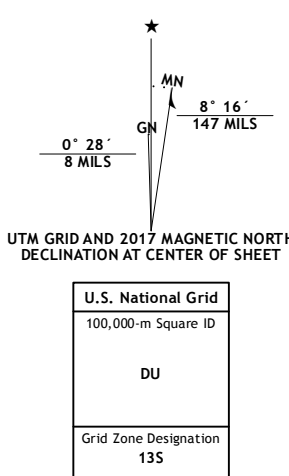 ★
MN
GN
8° 16´
147 MILS
0° 28´
8 MILS
UTM GRID AND 2017 MAGNETIC NORTH
DECLINATION AT CENTER OF SHEET
U.S. National Grid
100,000-m Square ID
DU
Grid Zone Designation
13S